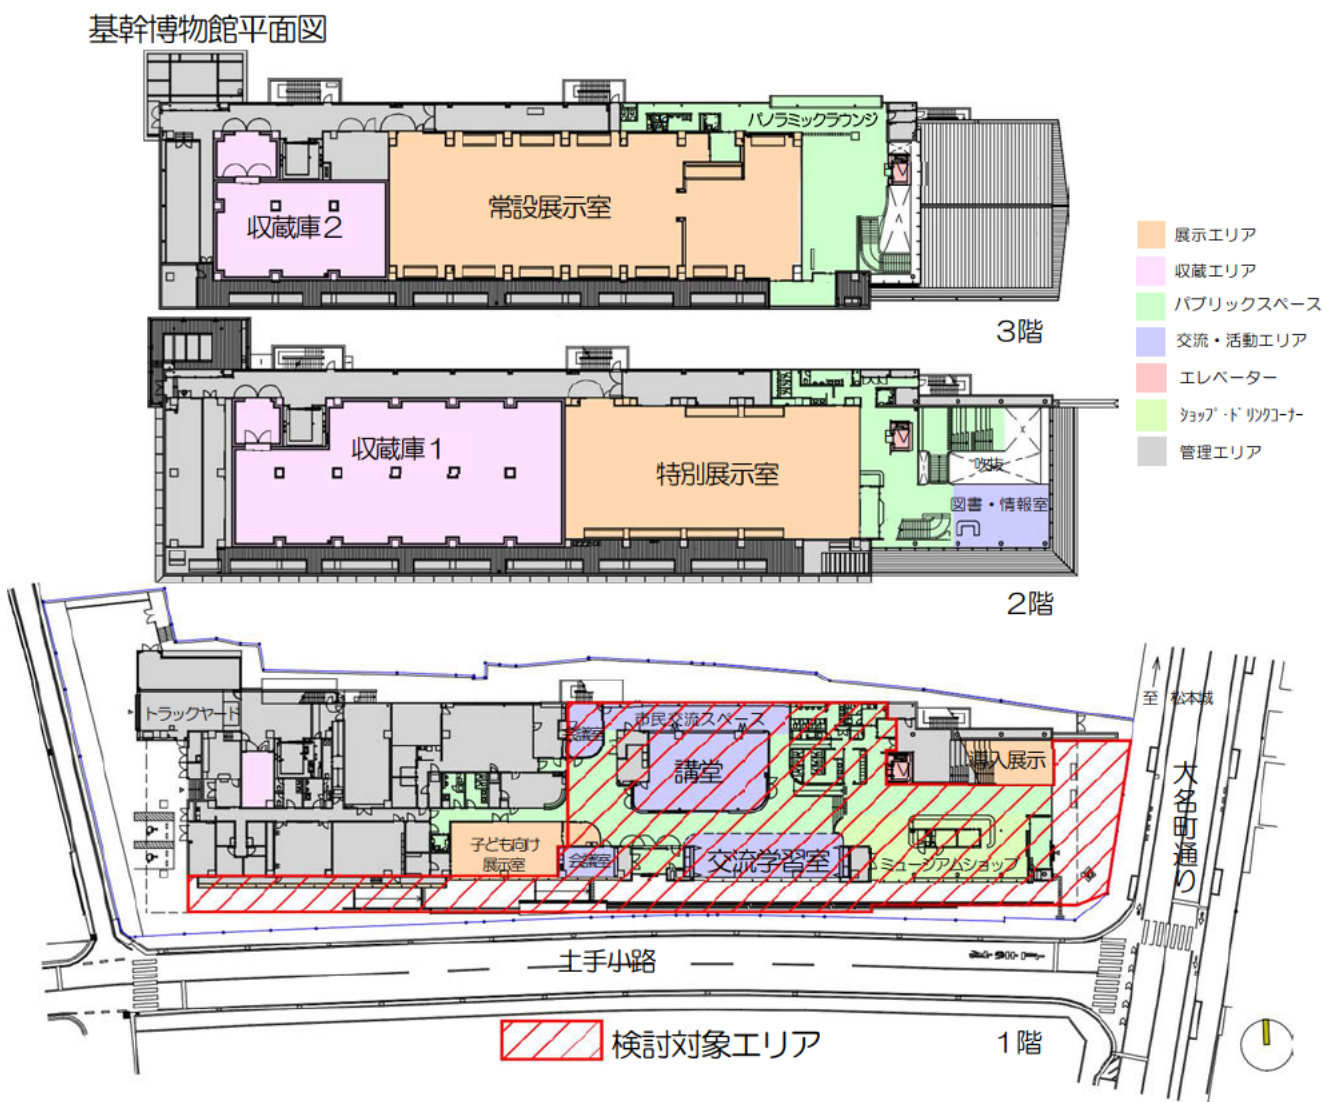 基幹博物館平面図
パノラミックラウンジ
常設展示室
収蔵庫２
３階
展示エリア
収蔵エリア
パブリックスペース
交流・活動エリア
エレベーター
ｼｮｯﾌﾟ・ﾄﾞﾘﾝｸｺｰﾅｰ
管理エリア
収蔵庫１
特別展示室
吹抜
図書・情報室
２階
トラックヤード
会議室
市民交流スペース
講堂
導入展示
至 松本城
大名町通り
子ども向け
展示室
会議室
交流学習室
ミュージアムショップ
土手小路
検討対象エリア
１階